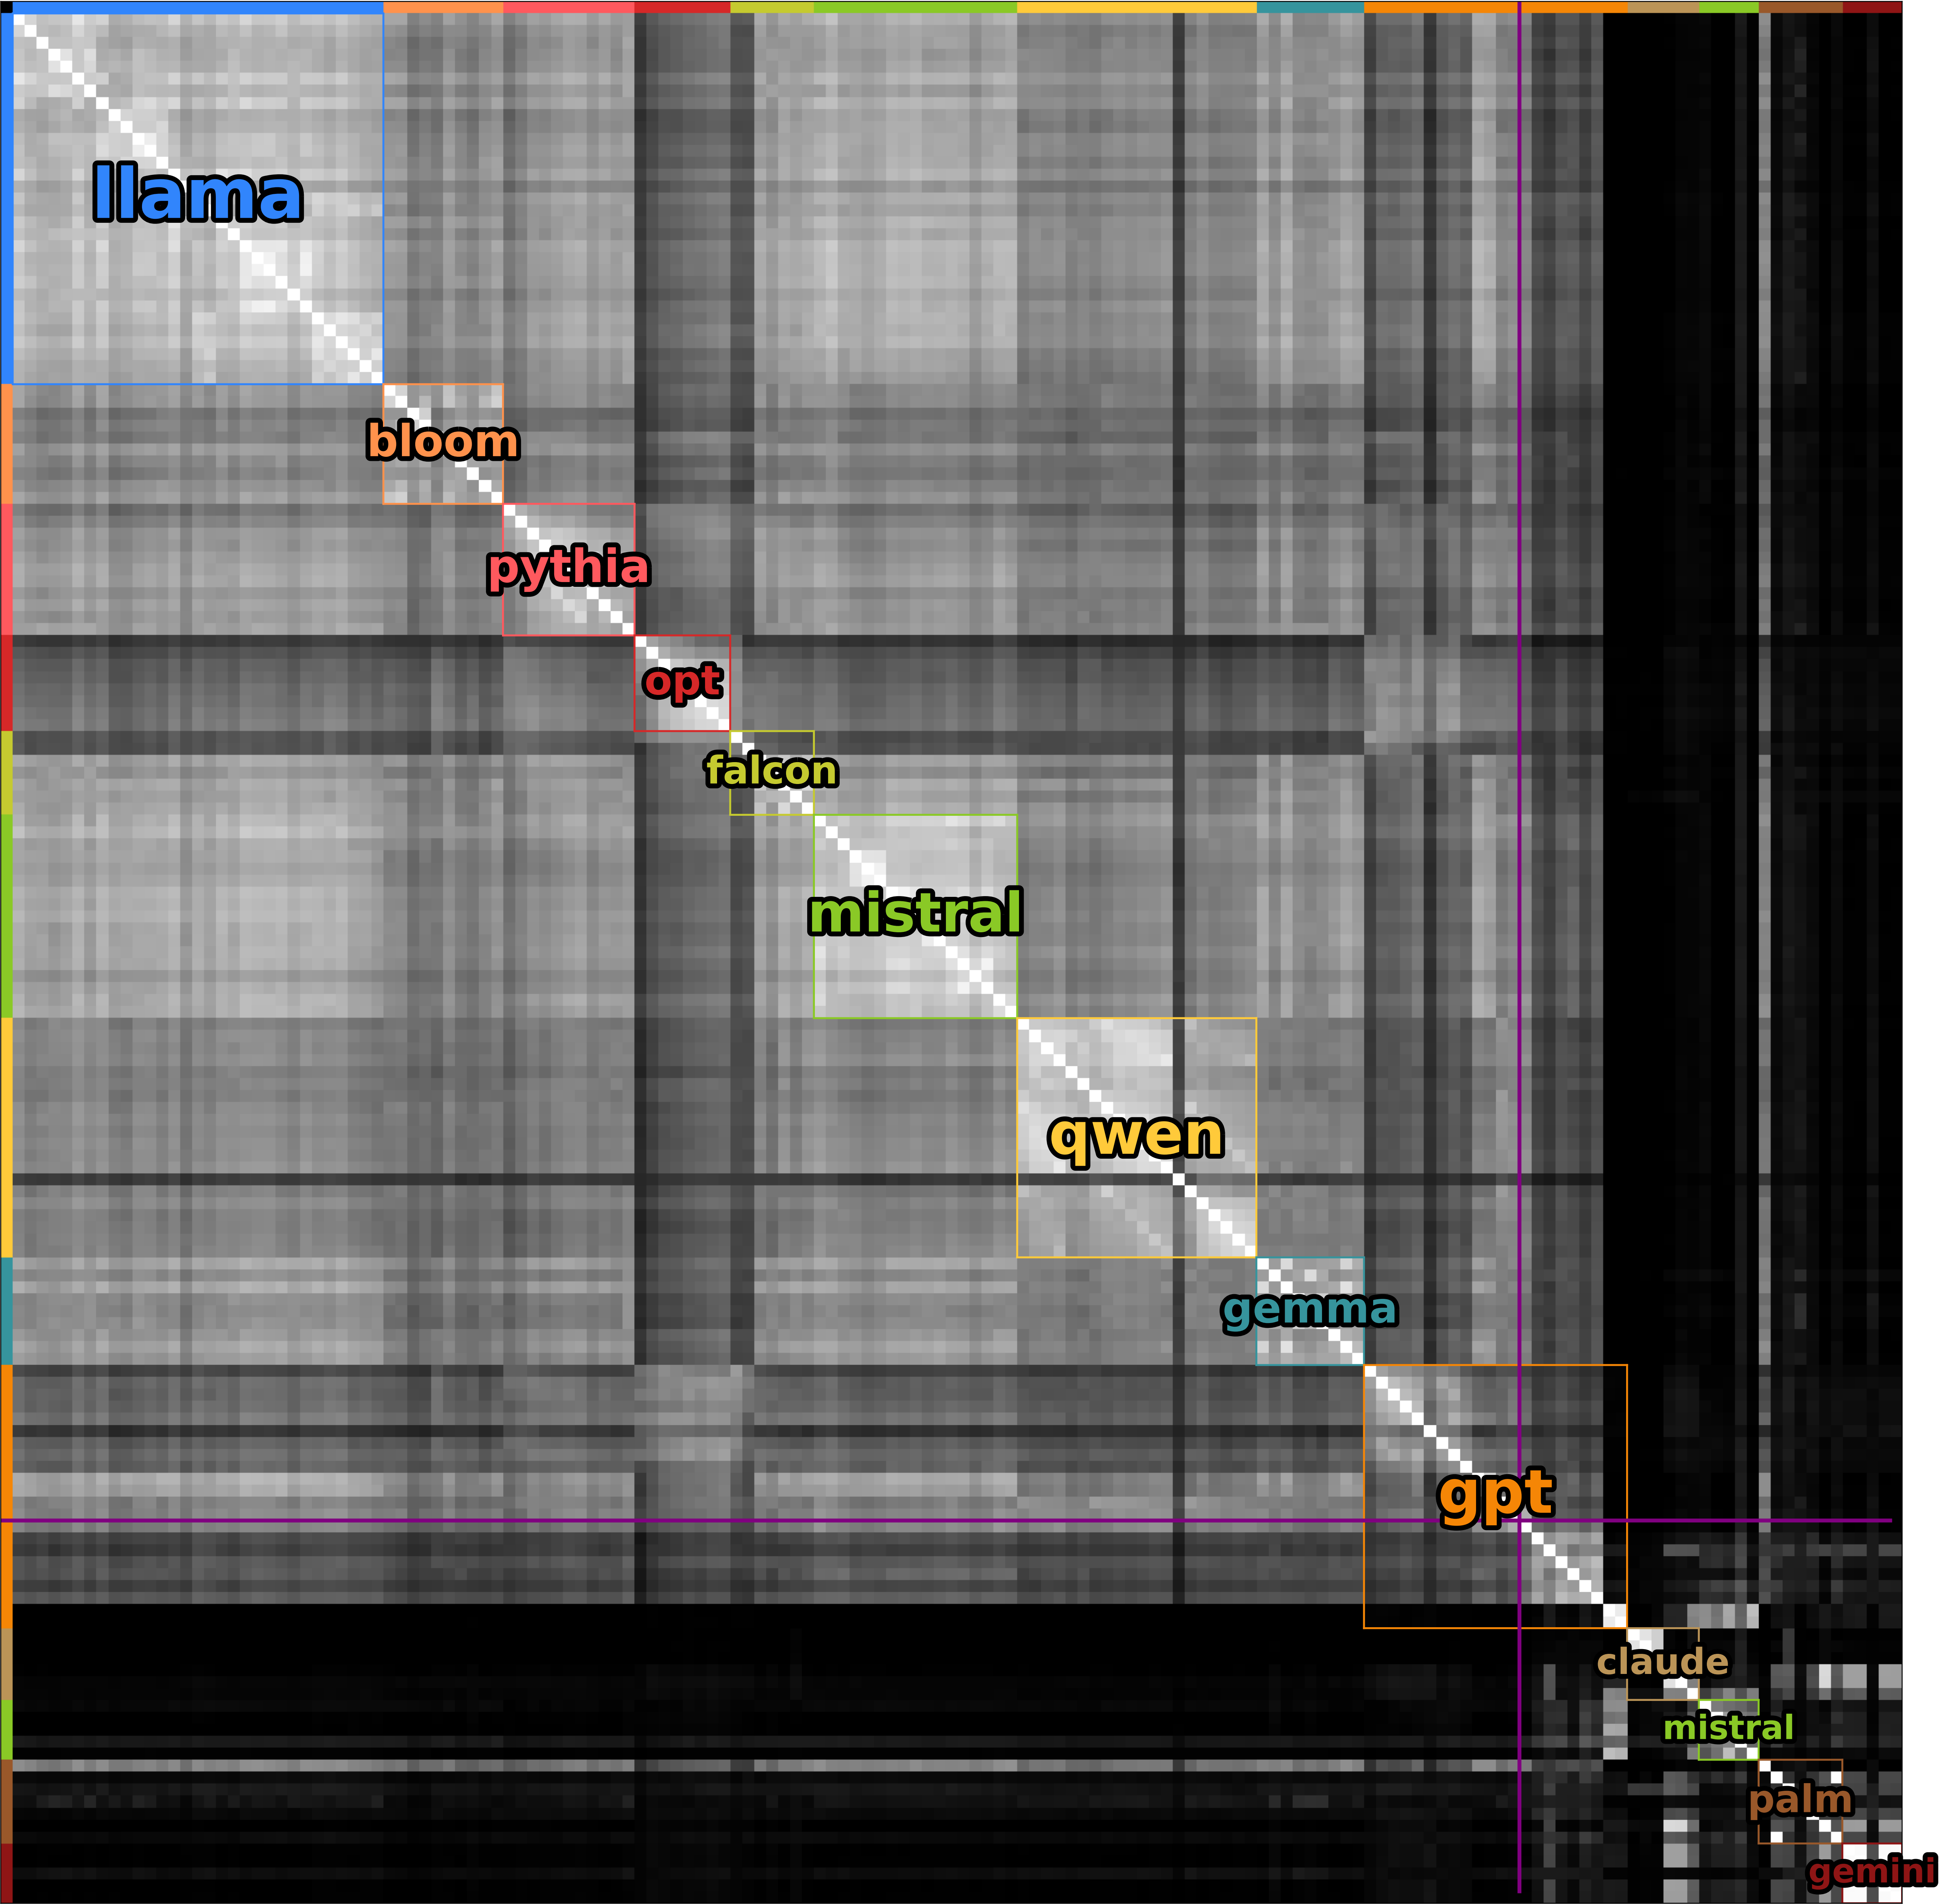 llama
bloom
pythia
opt
falcon
mistral
qwen
gemma
gpt
claude
mistral
palm
gemini